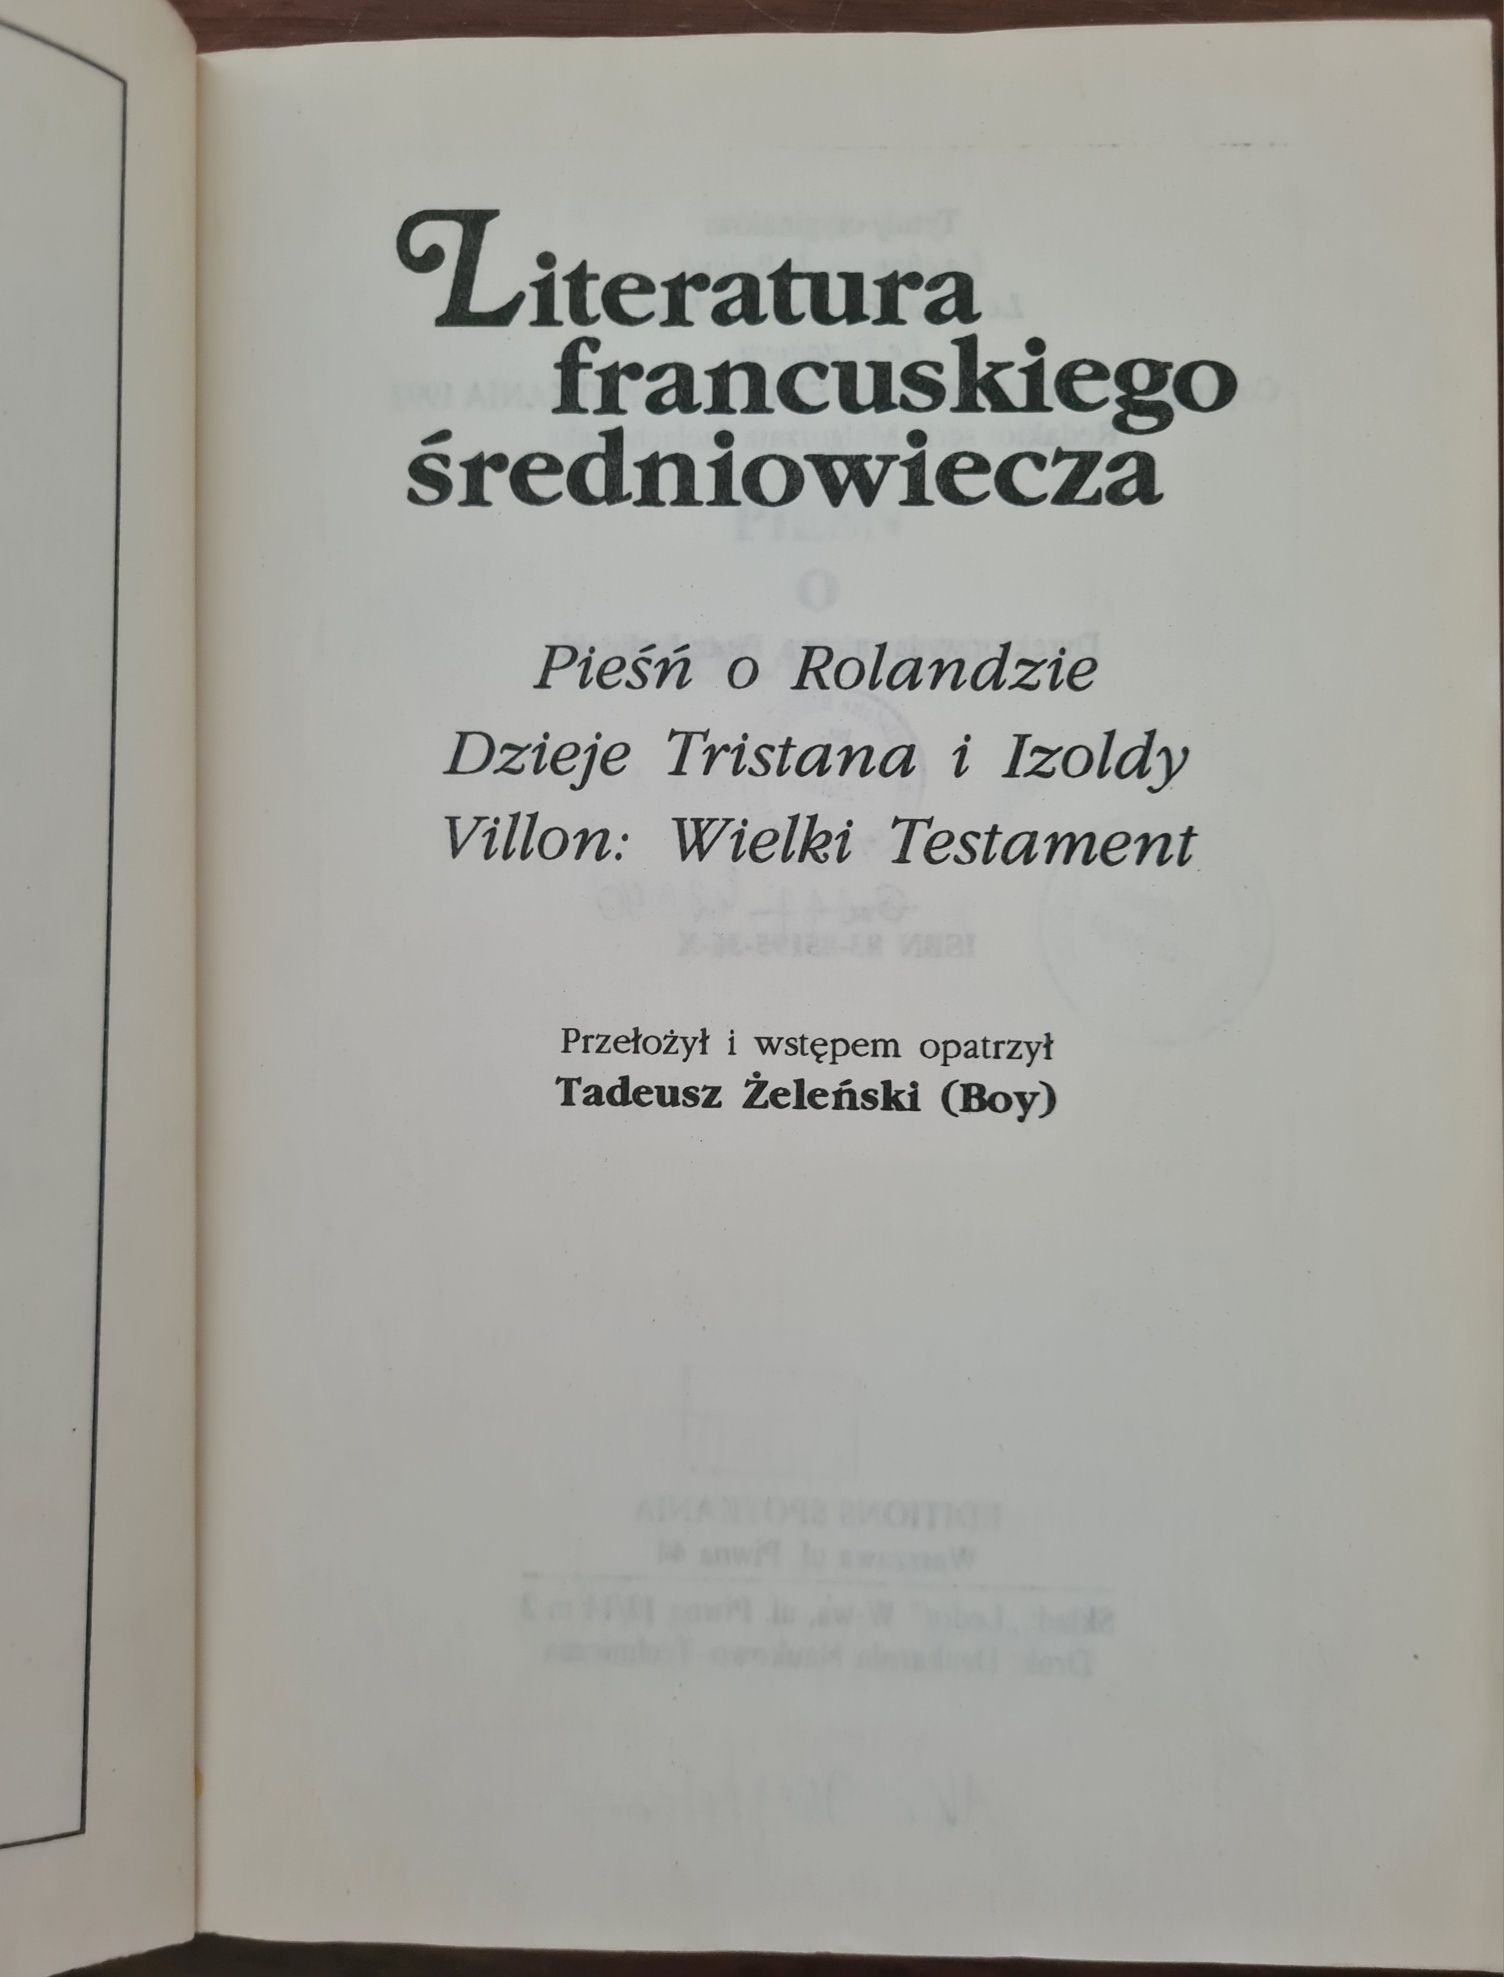 Literatura
francuskiego
średniowiecza
Pieśń o Rolandzie
Dzieje Tristana i Izoldy
Villon: Wielki Testament
Przełożył i wstępem opatrzył
Tadeusz Żeleński (Boy)